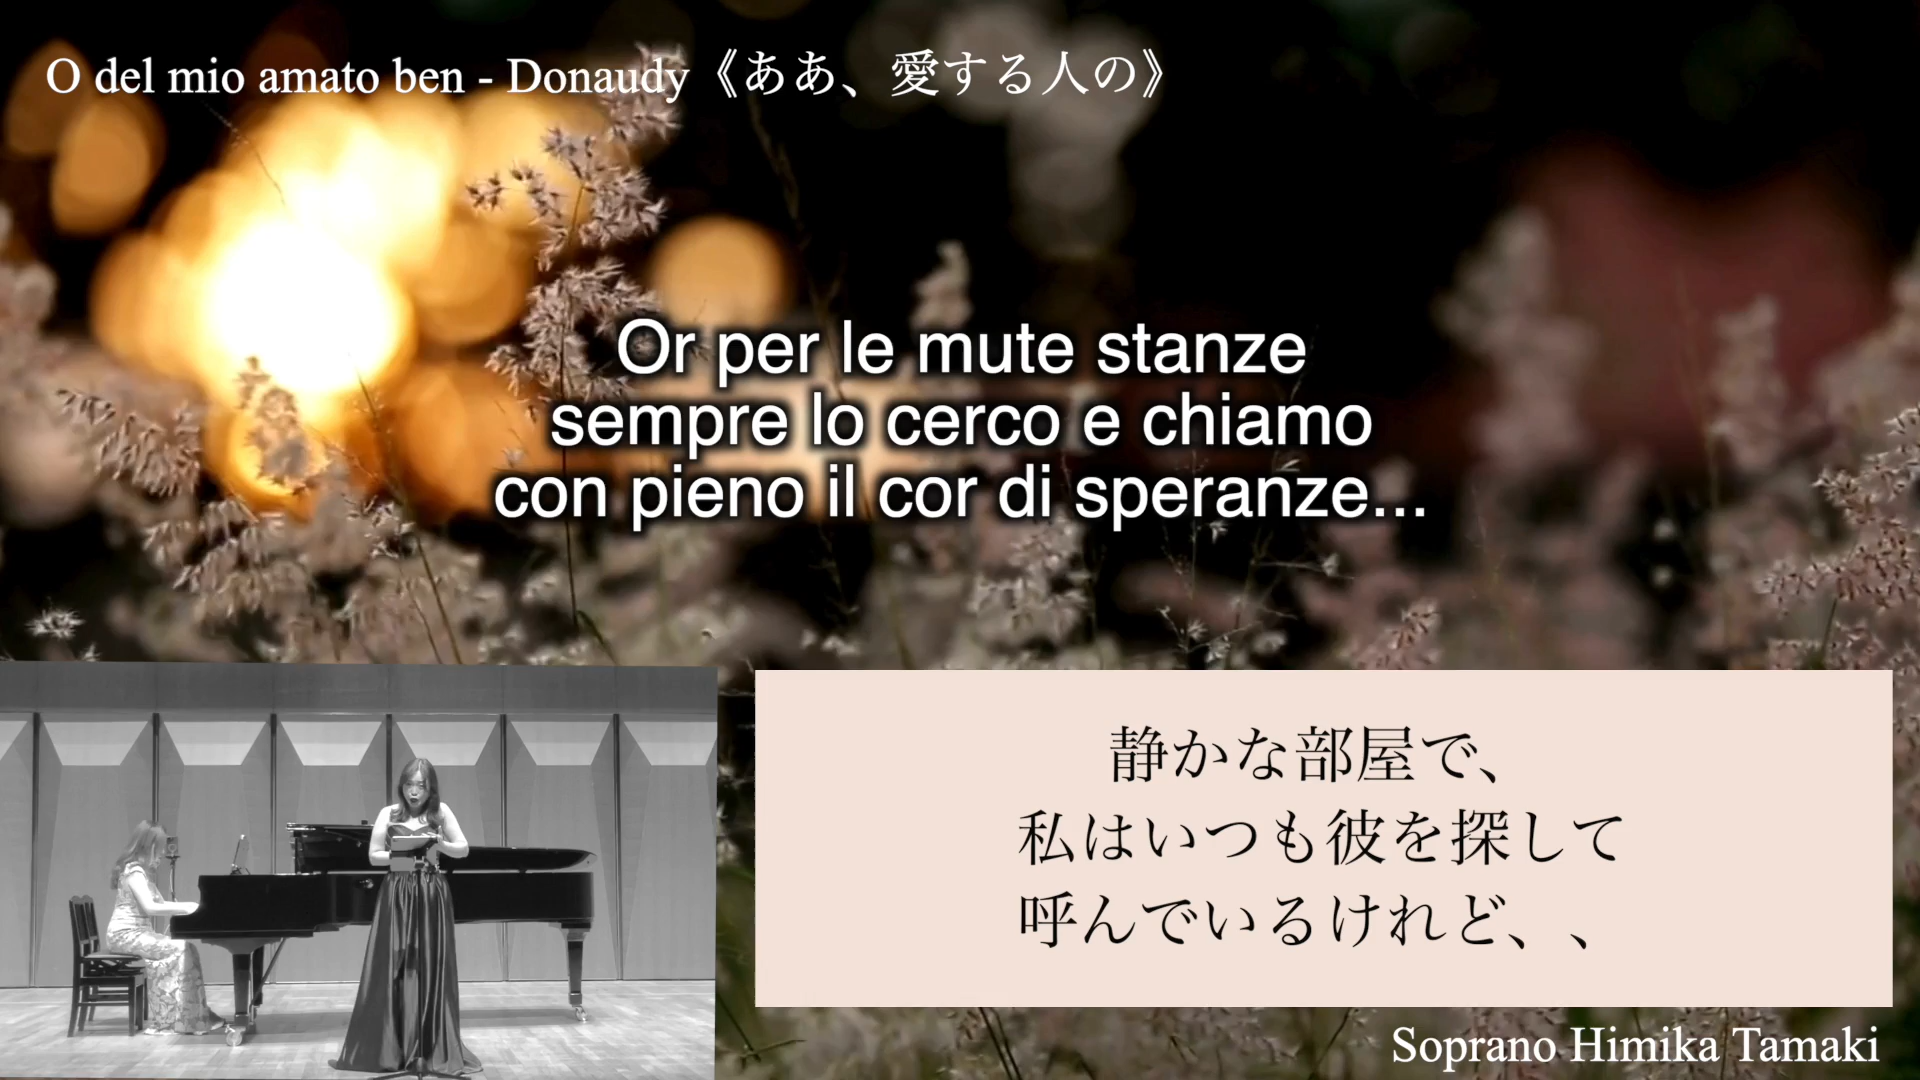 O del mio amato ben - Donaudy《ああ、愛する人の》
Or per le mute stanze
sempre lo cerco e chiamo
con pieno il cor di speranze...
静かな部屋で、
私はいつも彼を探して
呼んでいるけれど、、
Soprano Himika Tamaki